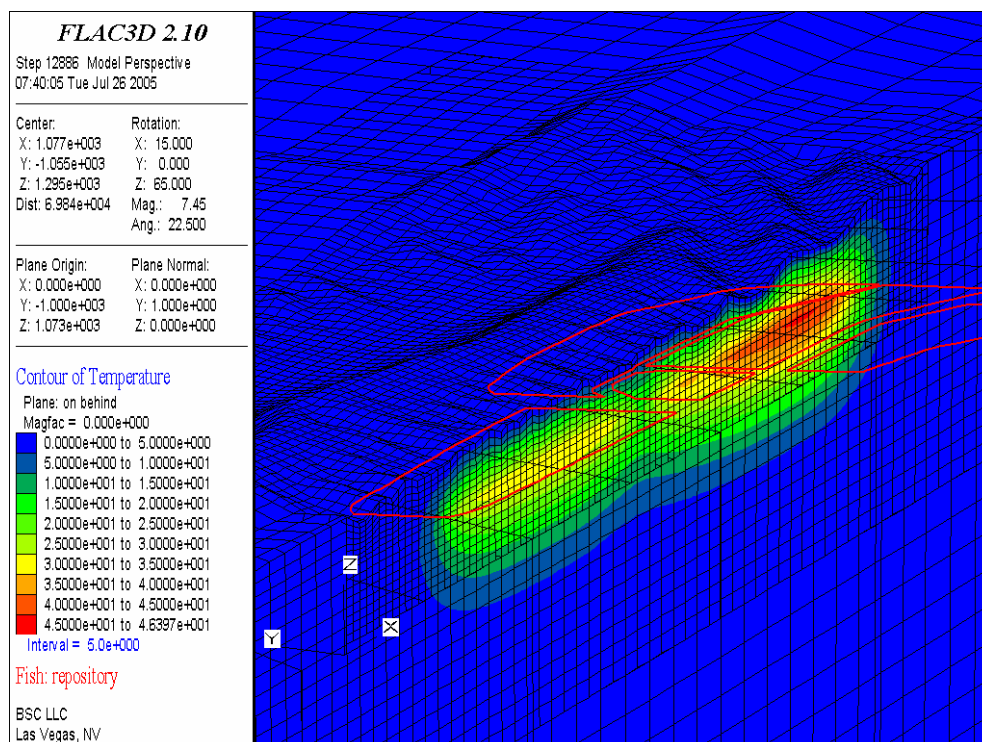 FLAC3D 2.10
Step 12886 Model Perspective
07:40:05 Tue Jul 26 2005
Center: Rotation:
X: 1.077e+003 X: 15.000
Y: -1.055e+003 Y: 0.000
Z: 1.295e+003 Z: 65.000
Dist: 6.984e+004 Mag.: 7.45
Ang.: 22.500
Plane Origin: Plane Normal:
X: 0.000e+000 X: 0.000e+000
Y: -1.000e+003 Y: 1.000e+000
Z: 1.073e+003 Z: 0.000e+000
Contour of Temperature
Plane: on behind
Magfac = 0.000e+000
0.0000e+000 to 5.0000e+000
5.0000e+000 to 1.0000e+001
1.0000e+001 to 1.5000e+001
1.5000e+001 to 2.0000e+001
2.0000e+001 to 2.5000e+001
2.5000e+001 to 3.0000e+001
3.0000e+001 to 3.5000e+001
3.5000e+001 to 4.0000e+001
4.0000e+001 to 4.5000e+001
4.5000e+001 to 4.6397e+001
Interval = 5.0e+000
Fish: repository
BSC LLC
Las Vegas, NV
Z
X
Y